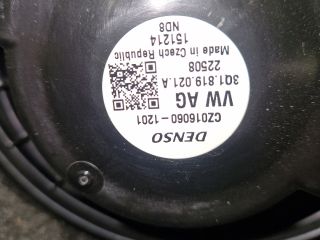 DENSO
CZ016060-1201
VW AG
3Q1.819.021.A
22508
Made in Czech Republic
151214
ND8